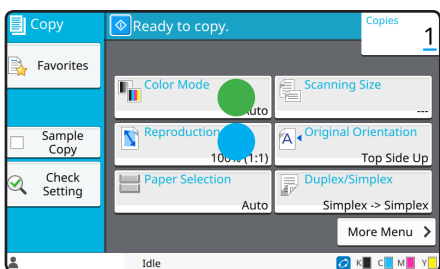 Copy
Ready to copy.
Copies
1
Favorites
Color Mode
Scanning Size
---
Sample
Copy
Reproduction
100% (1:1)
Original Orientation
Top Side Up
Check
Setting
Paper Selection
Auto
Duplex/Simplex
Simplex -> Simplex
More Menu
Idle
K C M Y